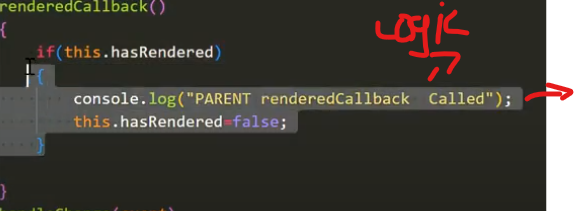 renderedCallback()
{
if(this.hasRendered)
{
console.log("PARENT renderedCallback Called");
this.hasRendered=false;
}
}
Logic